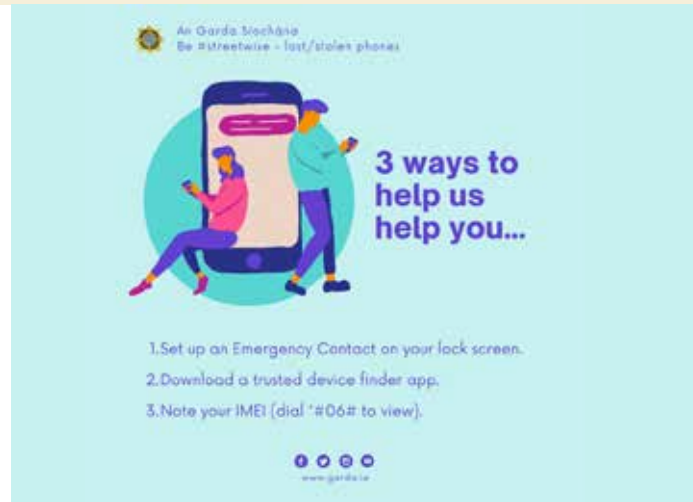 An Garda Síochána
Be #streetwise - lost/stolen phones
3 ways to
help us
help you...
1.Set up an Emergency Contact on your lock screen.
2.Download a trusted device finder app.
3.Note your IMEI (dial *#06# to view).
www.garda.ie